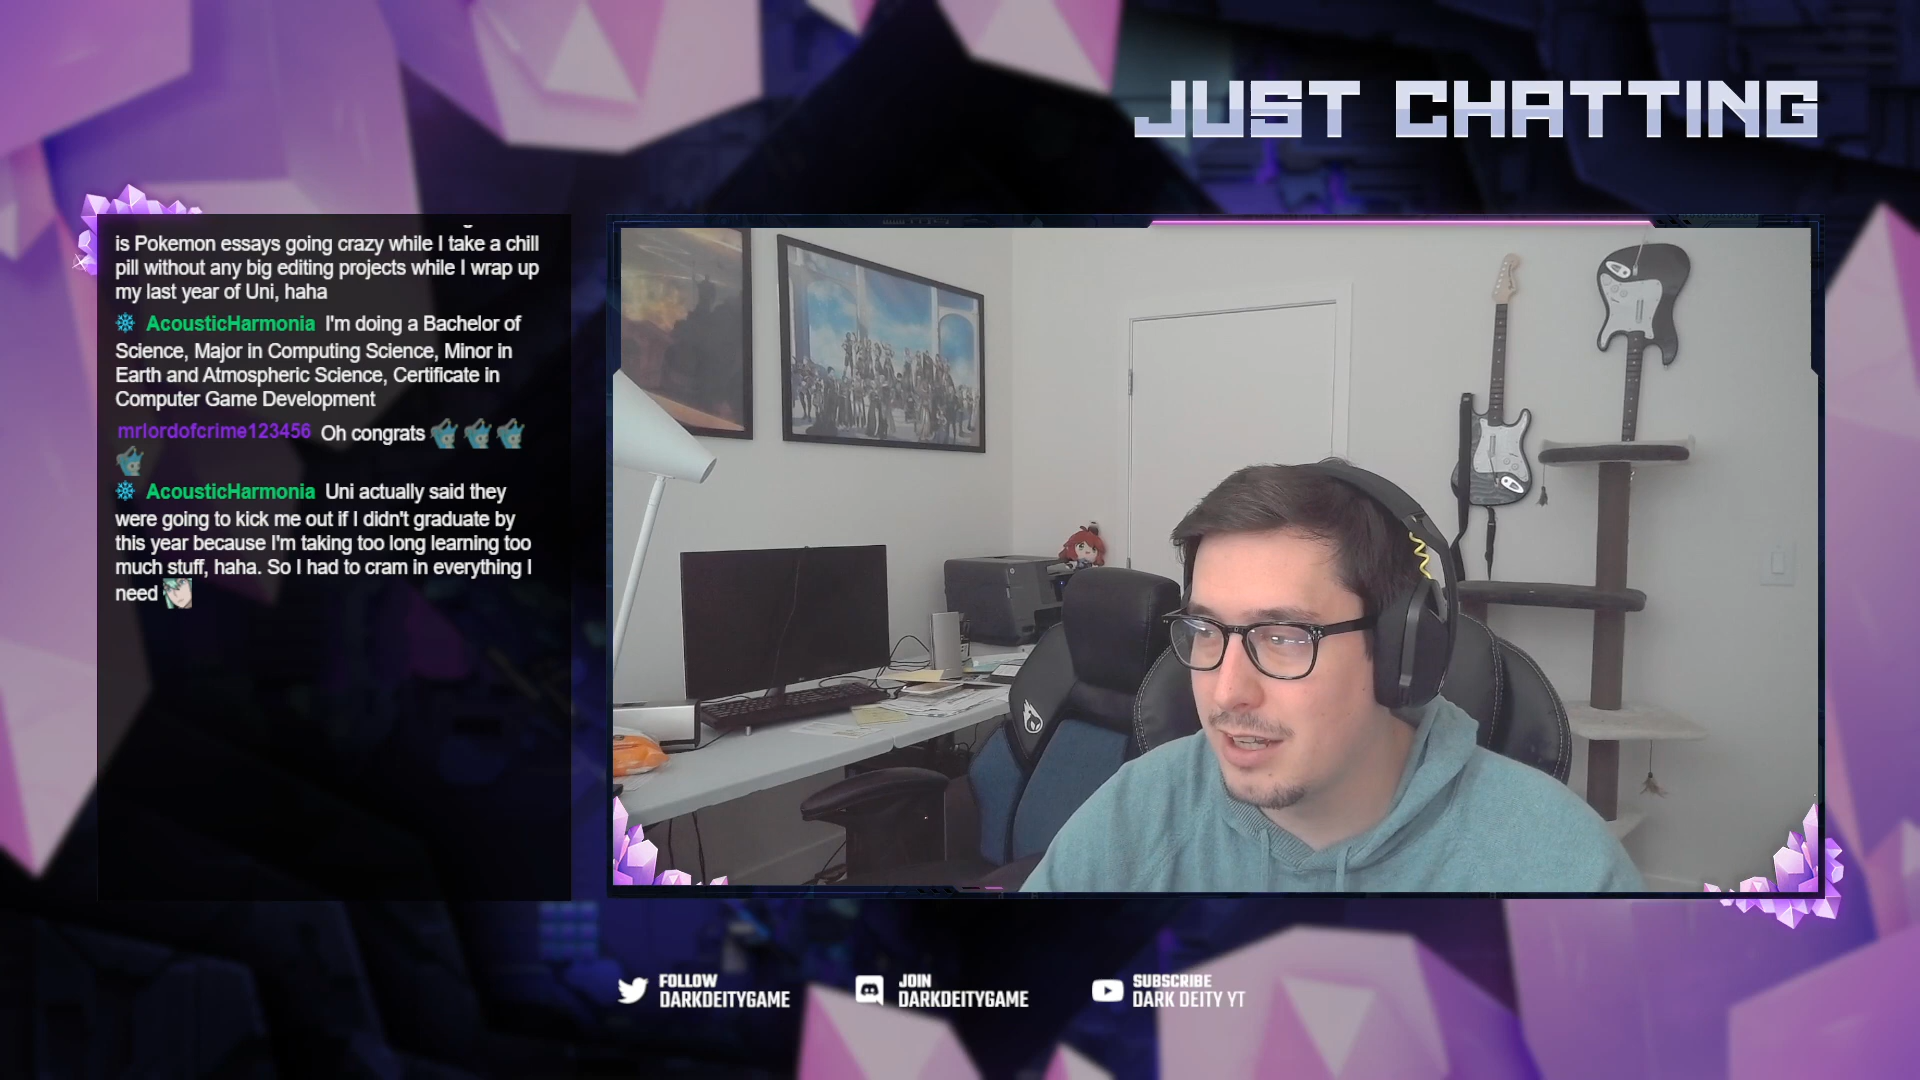 JUST CHATTING
is Pokemon essays going crazy while I take a chill
pill without any big editing projects while I wrap up
my last year of Uni, haha
AcousticHarmonia I'm doing a Bachelor of
Science, Major in Computing Science, Minor in
Earth and Atmospheric Science, Certificate in
Computer Game Development
mrlordofcrime123456 Oh congrats
AcousticHarmonia Uni actually said they
were going to kick me out if I didn't graduate by
this year because I'm taking too long learning too
much stuff, haha. So I had to cram in everything I
need
FOLLOW
DARKDEITYGAME
JOIN
DARKDEITYGAME
SUBSCRIBE
DARK DEITY YT